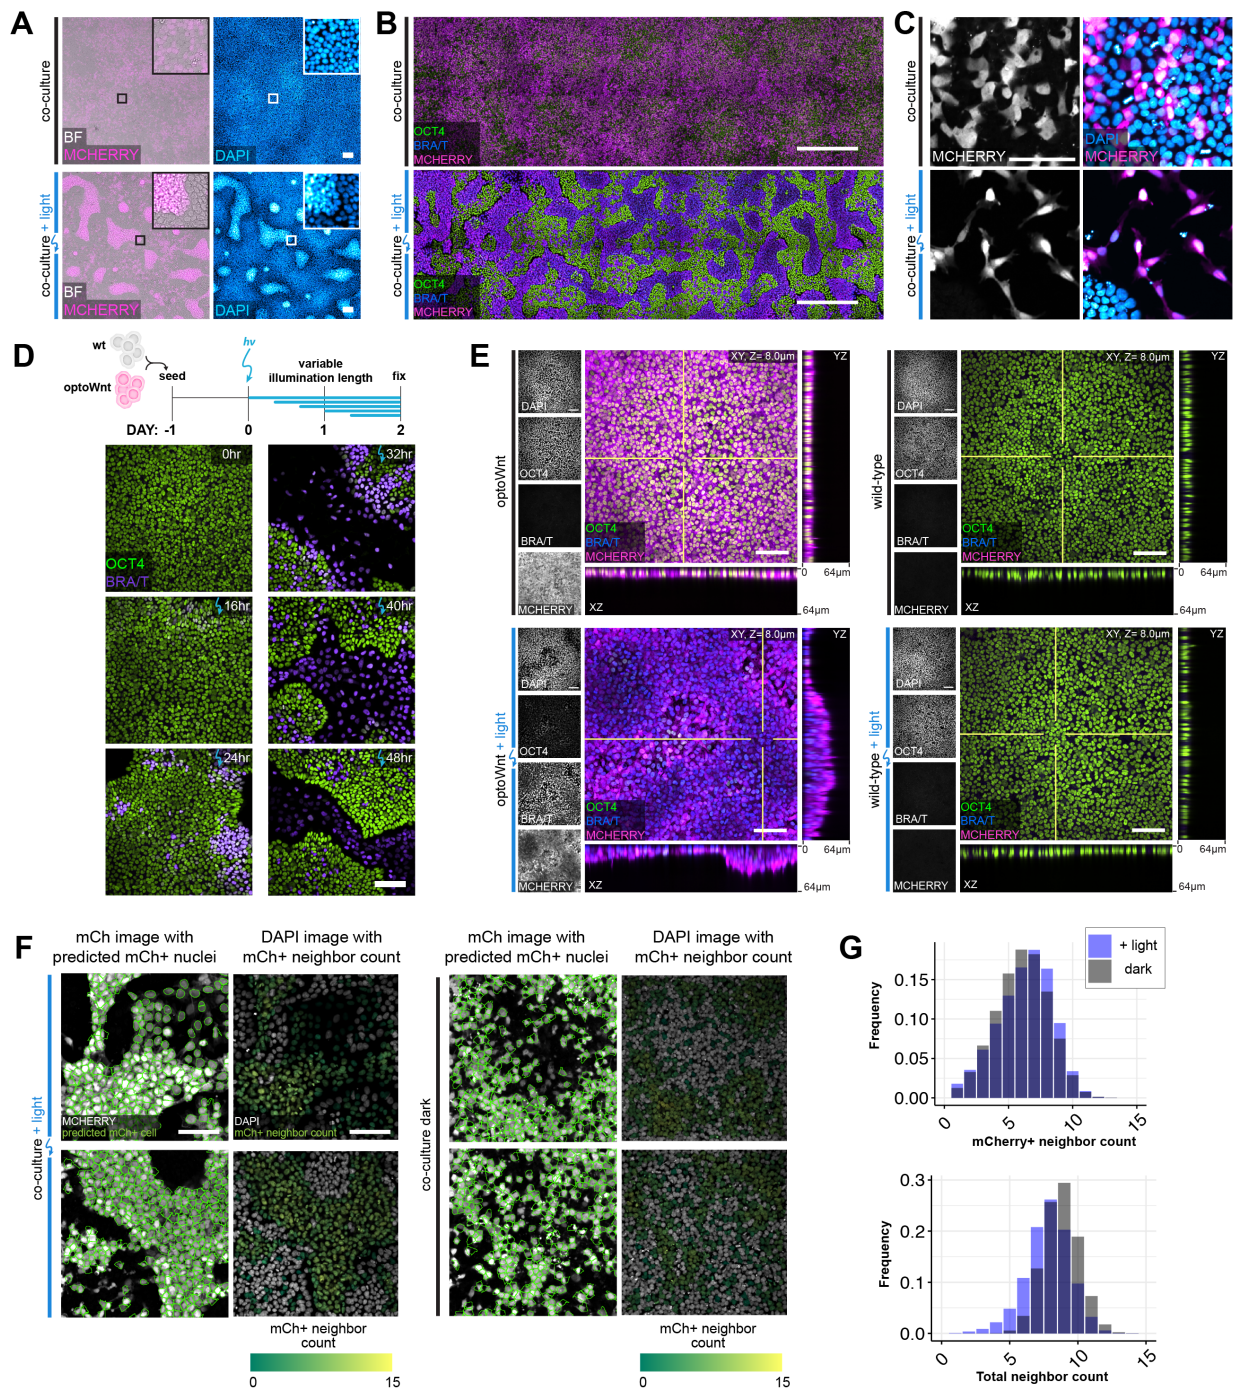 A
co-culture
BF
MCHERRY
DAPI
co-culture + light
BF
MCHERRY
DAPI
B
co-culture
OCT4
BRA/T
MCHERRY
co-culture + light
OCT4
BRA/T
MCHERRY
C
co-culture
MCHERRY
DAPI
MCHERRY
co-culture + light
D
wt
optoWnt
seed
hν
variable
illumination length
fix
DAY: -1 0 1 2
0hr
OCT4
BRA/T
32hr
16hr
40hr
24hr
48hr
E
optoWnt
DAPI
OCT4
BRA/T
MCHERRY
XY, Z= 8.0µm
OCT4
BRA/T
MCHERRY
YZ
0 64µm
XZ
64µm
wild-type
DAPI
OCT4
BRA/T
MCHERRY
XY, Z= 8.0µm
OCT4
BRA/T
MCHERRY
YZ
0 64µm
XZ
64µm
optoWnt + light
DAPI
OCT4
BRA/T
MCHERRY
XY, Z= 8.0µm
OCT4
BRA/T
MCHERRY
YZ
0 64µm
XZ
64µm
wild-type + light
DAPI
OCT4
BRA/T
MCHERRY
XY, Z= 8.0µm
OCT4
BRA/T
MCHERRY
YZ
0 64µm
XZ
64µm
F
mCh image with
predicted mCh+ nuclei
DAPI image with
mCh+ neighbor count
co-culture + light
MCHERRY
predicted mCh+ cell
DAPI
mCh+ neighbor count
mCh+ neighbor
count
0 15
mCh image with
predicted mCh+ nuclei
DAPI image with
mCh+ neighbor count
co-culture dark
mCh+ neighbor
count
0 15
G
+ light
dark
Frequency
0.15
0.10
0.05
0.00
0 5 10 15
mCherry+ neighbor count
Frequency
0.3
0.2
0.1
0.0
0 5 10 15
Total neighbor count